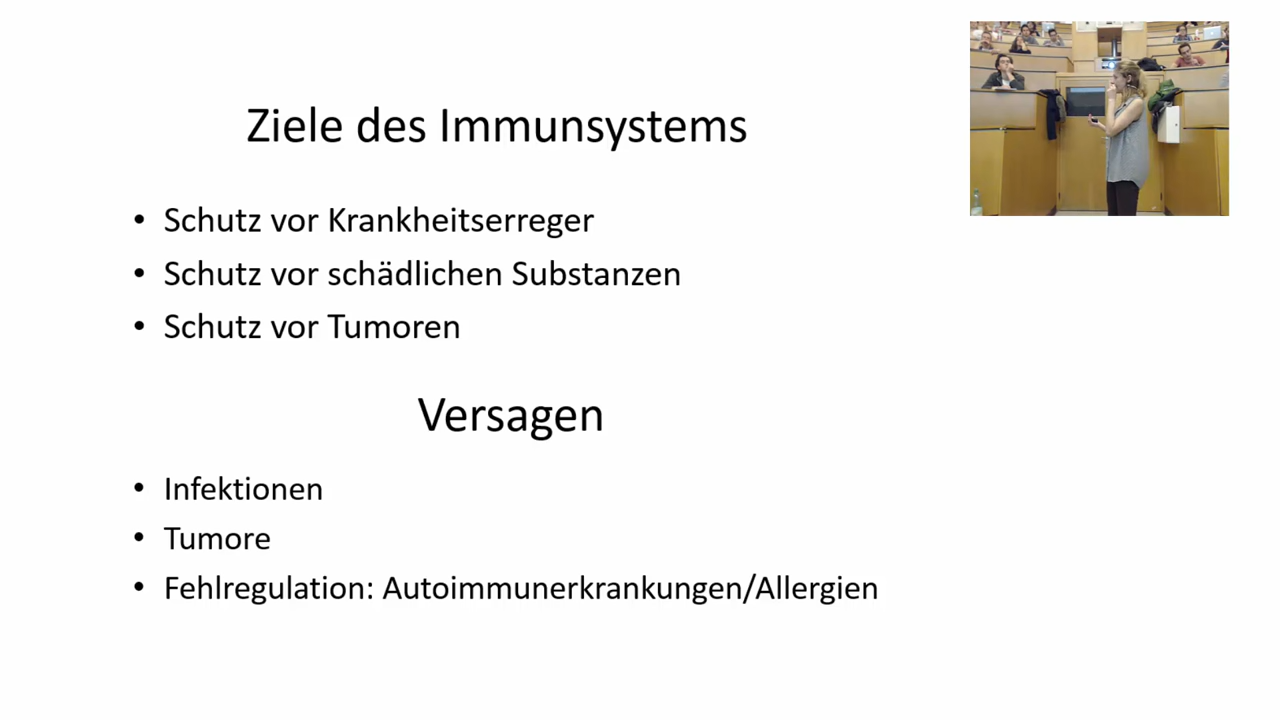 Ziele des Immunsystems
• Schutz vor Krankheitserreger
• Schutz vor schädlichen Substanzen
• Schutz vor Tumoren
Versagen
• Infektionen
• Tumore
• Fehlregulation: Autoimmunerkrankungen/Allergien